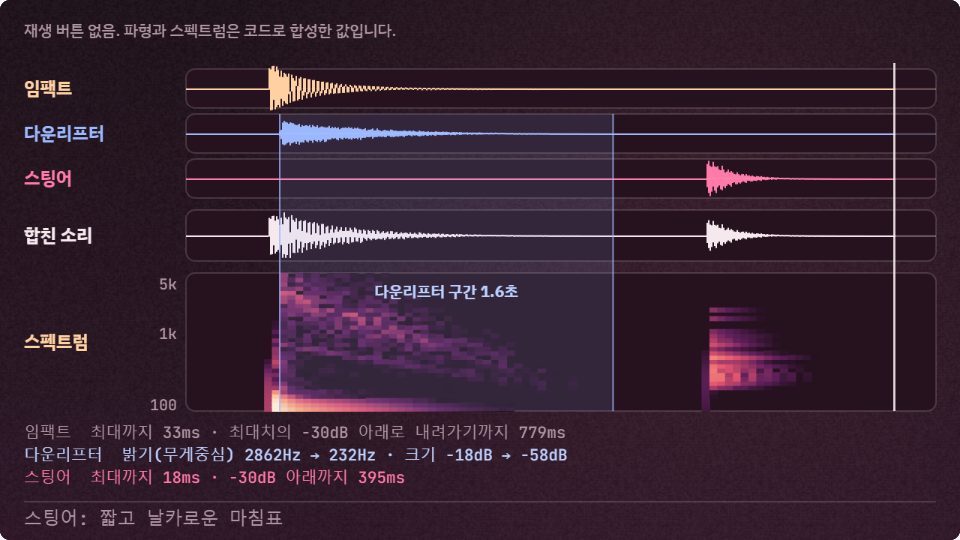 재생 버튼 없음. 파형과 스펙트럼은 코드로 합성한 값입니다.
임팩트
다운리프터
스팅어
합친 소리
5k
다운리프터 구간 1.6초
1k
스펙트럼
100
임팩트 최대까지 33ms · 최대치의 -30dB 아래로 내려가기까지 779ms
다운리프터 밝기(무게중심) 2862Hz → 232Hz · 크기 -18dB → -58dB
스팅어 최대까지 18ms · -30dB 아래까지 395ms
스팅어: 짧고 날카로운 마침표